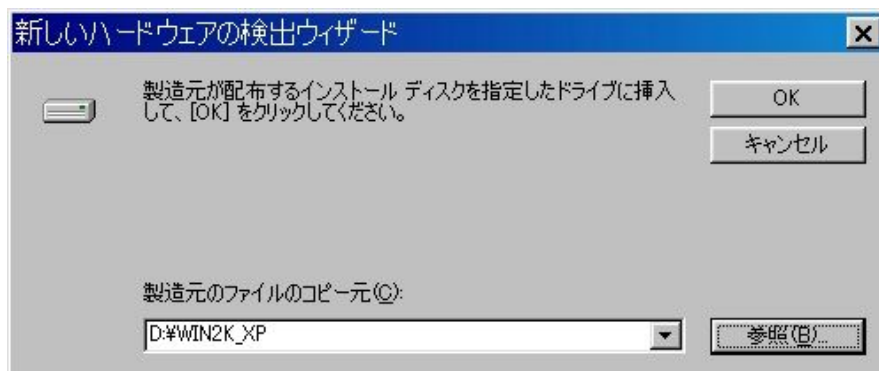 新しいハードウェアの検出ウィザード
製造元が配布するインストール ディスクを指定したドライブに挿入
して、[OK] をクリックしてください。
OK
キャンセル
製造元のファイルのコピー元(C):
D:¥WIN2K_XP
参照(B)...